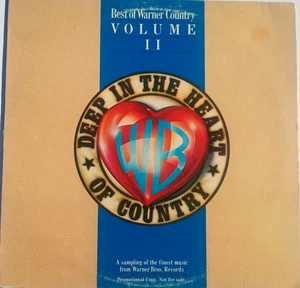 Best of Warner Country
VOLUME
II
DEEP IN THE HEART
WB
OF COUNTRY
A sampling of the finest music
from Warner Bros. Records
Promotional Copy. Not for sale.